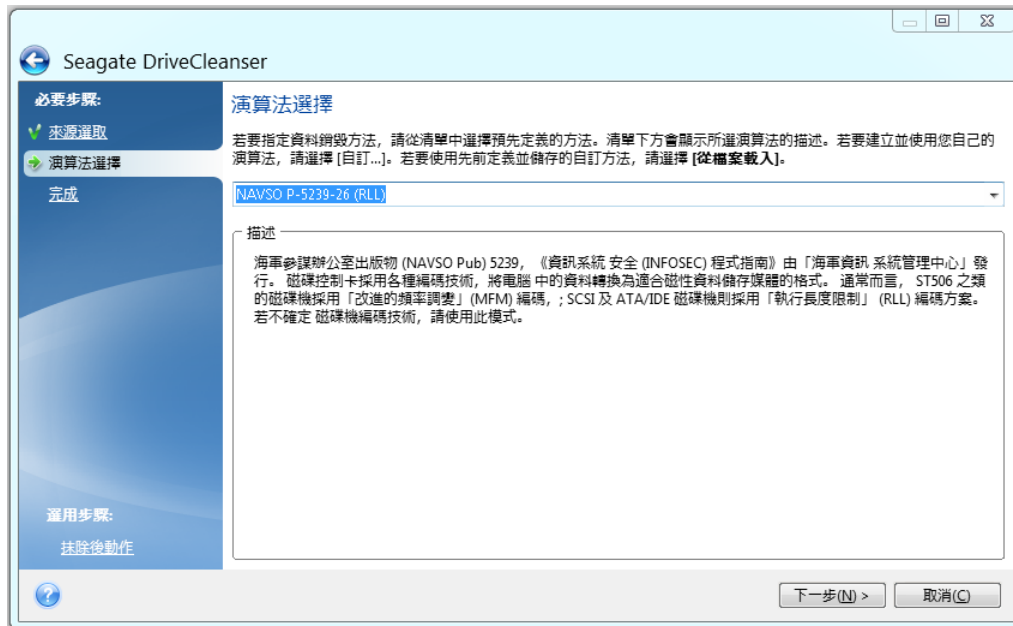 Seagate DriveCleanser
必要步驟:
來源選取
演算法選擇
完成
選用步驟:
抹除後動作
演算法選擇
若要指定資料銷毀方法，請從清單中選擇預先定義的方法。清單下方會顯示所選演算法的描述。若要建立並使用您自己的
演算法，請選擇 [自訂...]。若要使用先前定義並儲存的自訂方法，請選擇 [從檔案載入]。
NAVSO P-5239-26 (RLL)
描述
海軍參謀辦公室出版物 (NAVSO Pub) 5239，《資訊系統 安全 (INFOSEC) 程式指南》由「海軍資訊 系統管理中心」發
行。 磁碟控制卡採用各種編碼技術，將電腦 中的資料轉換為適合磁性資料儲存媒體的格式。 通常而言， ST506 之類
的磁碟機採用「改進的頻率調變」(MFM) 編碼，; SCSI 及 ATA/IDE 磁碟機則採用「執行長度限制」 (RLL) 編碼方案。
若不確定 磁碟機編碼技術，請使用此模式。
下一步(N) >
取消(C)